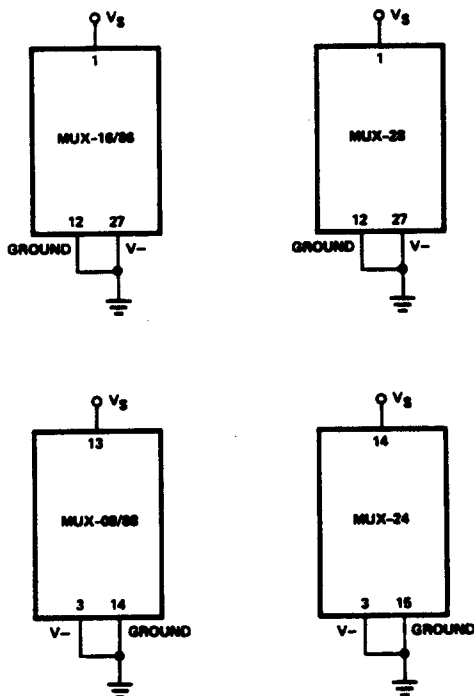 VS
1
MUX-16/86
12 27
GROUND V–
VS
1
MUX-28
12 27
GROUND V–
VS
13
MUX-08/88
3 14
V– GROUND
VS
14
MUX-24
3 15
V– GROUND